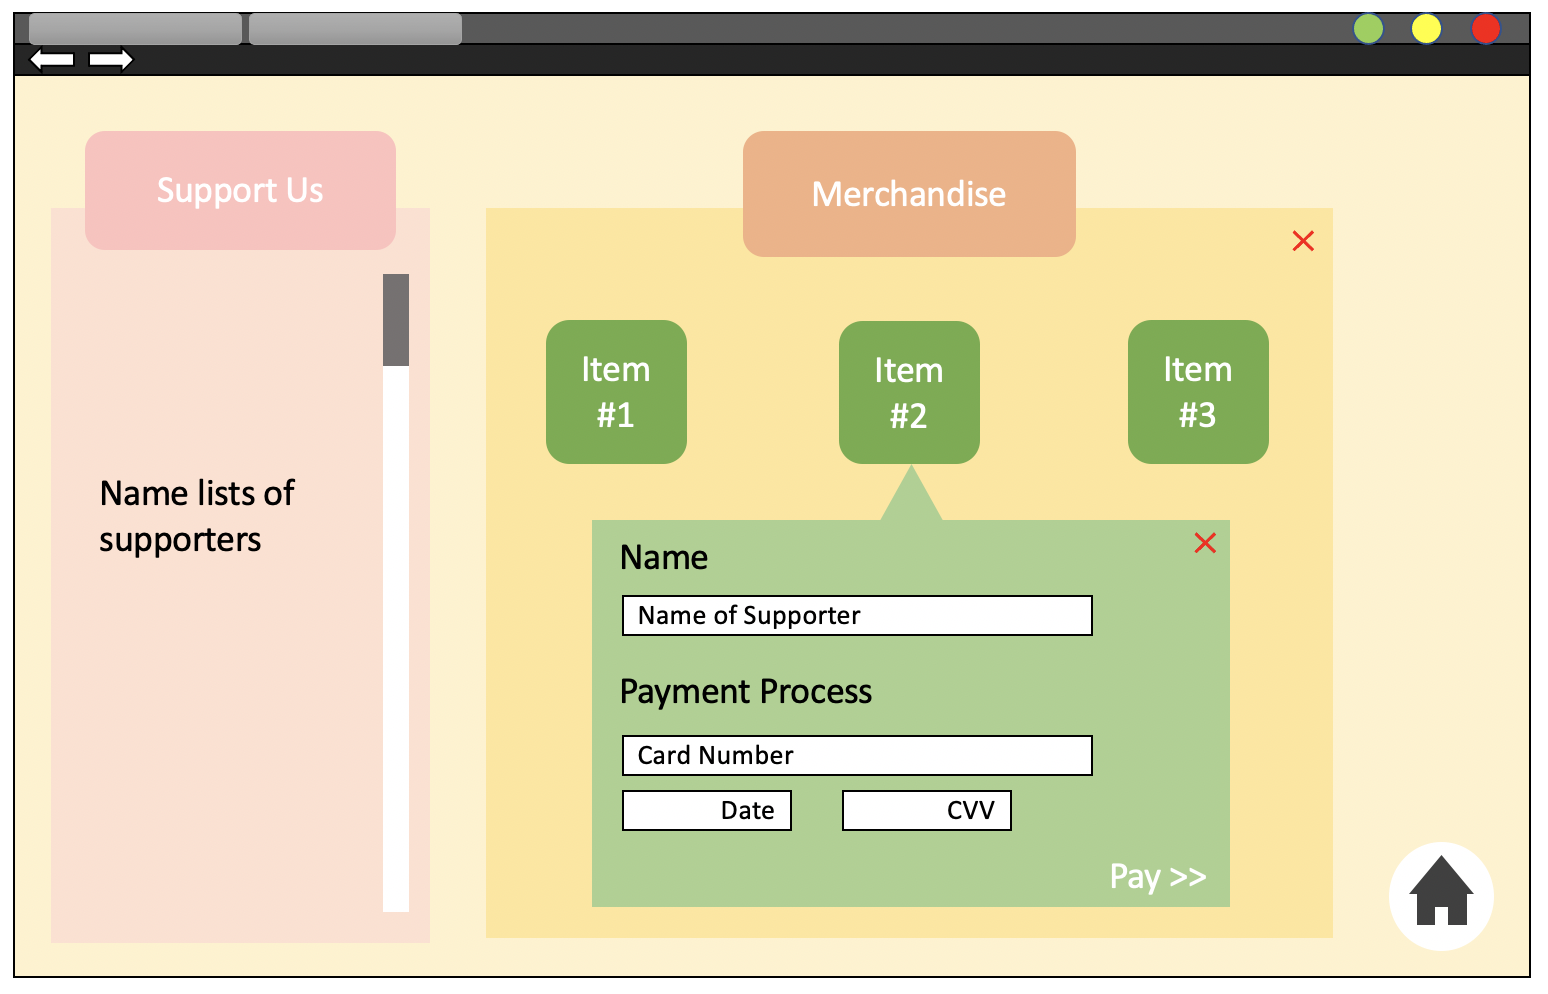 Support Us
Merchandise
Item
#1
Item
#2
Item
#3
Name lists of
supporters
Name
Name of Supporter
Payment Process
Card Number
Date
CVV
Pay >>